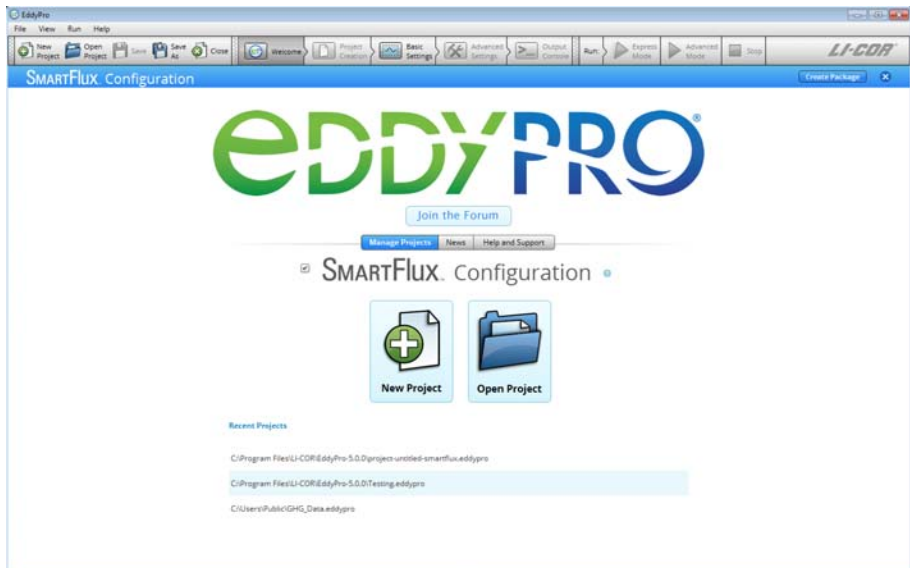 EddyPro
File View Run Help
New Project Open Project Save Save As Close Welcome Project Creation Basic Settings Advanced Settings Output Console Run: Express Mode Advanced Mode Stop LI-COR®
SMARTFLUX™ Configuration Create Package
eDDYPRO®
Join the Forum
Manage Projects News Help and Support
SMARTFLUX™ Configuration ?
New Project Open Project
Recent Projects
C:\Program Files\LI-COR\EddyPro-5.0.0\project-untitled-smartflux.eddypro
C:\Program Files\LI-COR\EddyPro-5.0.0\Testing.eddypro
C:\Users\Public\GHG_Data.eddypro